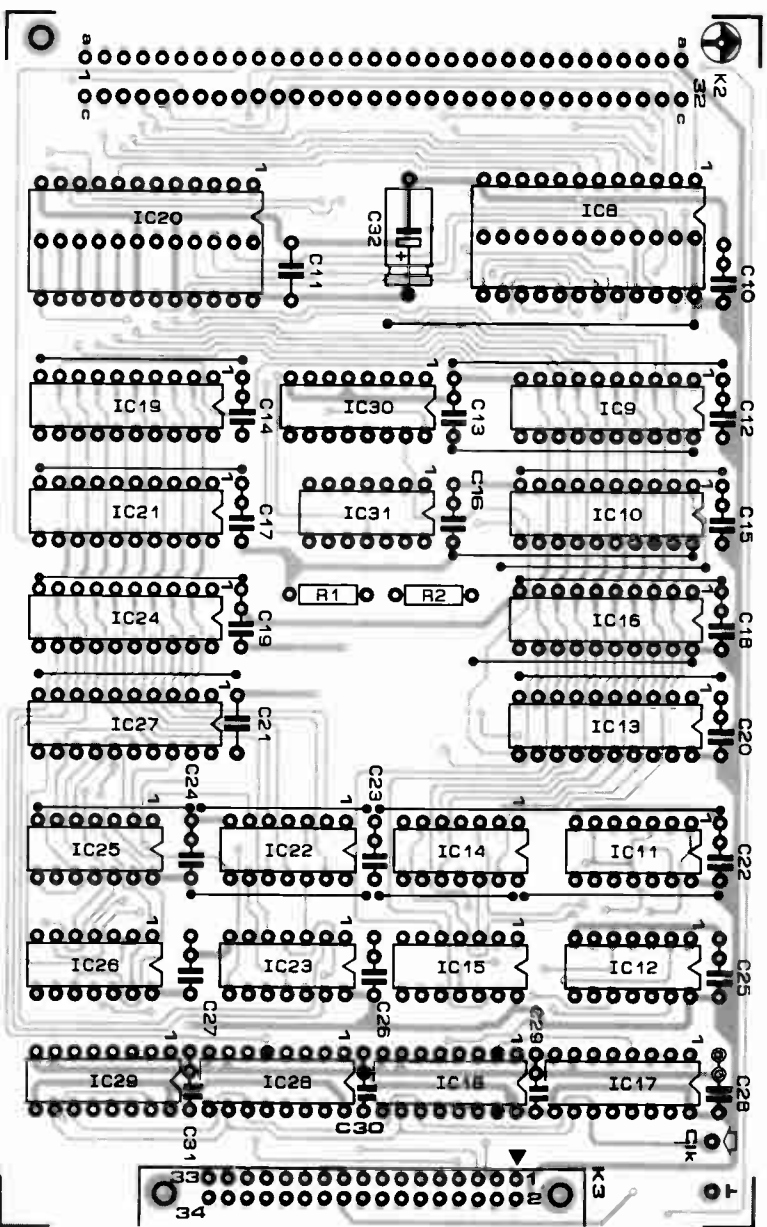 a
a
K2
1
32
c
c
1
1
IC20
C32
+
IC8
C11
C10
1
1
1
IC19
C14
IC30
C13
IC9
C12
1
1
1
IC21
C17
IC31
C16
IC10
C15
1
1
IC24
C19
R1
R2
IC16
C18
1
1
IC27
C21
IC13
C20
C24
C23
1
1
1
1
IC25
IC22
IC14
IC11
C22
1
1
1
1
IC26
IC23
IC15
IC12
C25
C27
C26
C29
1
1
1
1
IC29
IC28
IC17
C28
C30
C31
Clk
K3
33
1
34
2